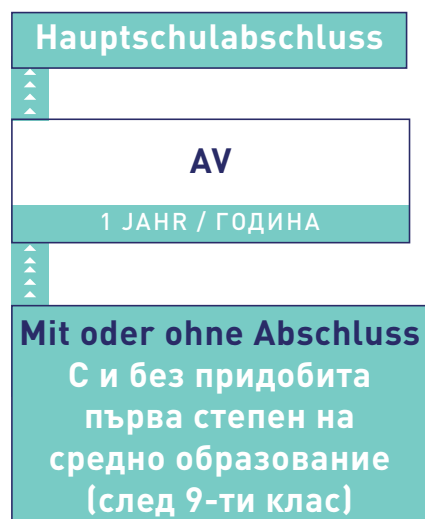 Hauptschulabschluss
AV
1 JAHR / ГОДИНА
Mit oder ohne Abschluss
С и без придобита
първа степен на
средно образование
(след 9-ти клас)